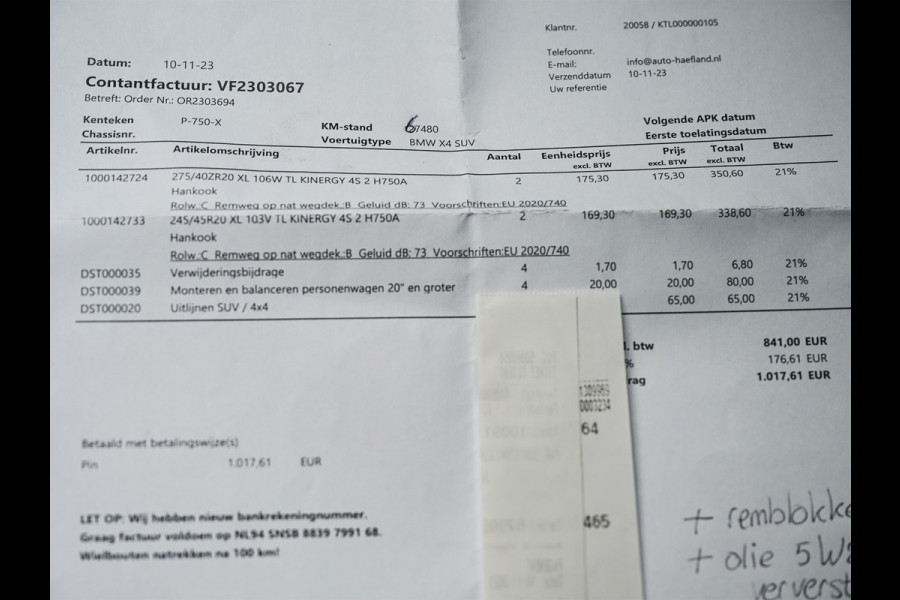 Klantnr. 20058 / KTL000000105
Telefoonnr.
E-mail: info@auto-haefland.nl
Verzenddatum 10-11-23
Uw referentie
Datum: 10-11-23
Contantfactuur: VF2303067
Betreft: Order Nr.: OR2303694
Kenteken P-750-X
Chassisnr.
KM-stand 67480
Voertuigtype BMW X4 SUV
Volgende APK datum
Eerste toelatingsdatum
Artikelnr. Artikelomschrijving Aantal Eenheidsprijs Prijs Totaal Btw
excl. BTW excl. BTW excl. BTW
1000142724 275/40ZR20 XL 106W TL KINERGY 4S 2 H750A 2 175,30 175,30 350,60 21%
Hankook
Rolw.:C Remweg op nat wegdek.:B Geluid dB: 73 Voorschriften:EU 2020/740
1000142733 245/45R20 XL 103V TL KINERGY 4S 2 H750A 2 169,30 169,30 338,60 21%
Hankook
Rolw.:C Remweg op nat wegdek.:B Geluid dB: 73 Voorschriften:EU 2020/740
DST000035 Verwijderingsbijdrage 4 1,70 1,70 6,80 21%
DST000039 Monteren en balanceren personenwagen 20" en groter 4 20,00 20,00 80,00 21%
DST000020 Uitlijnen SUV / 4x4 65,00 65,00 21%
l. btw 841,00 EUR
% 176,61 EUR
rag 1.017,61 EUR
64
465
Betaald met betalingswijze(s)
Pin 1.017,61 EUR
LET OP: Wij hebben nieuw bankrekeningnummer.
Graag factuur voldoen op NL94 SNSB 8839 7991 68.
Wielbouten natrekken na 100 km!
+ remblokke
+ olie 5W
ververst